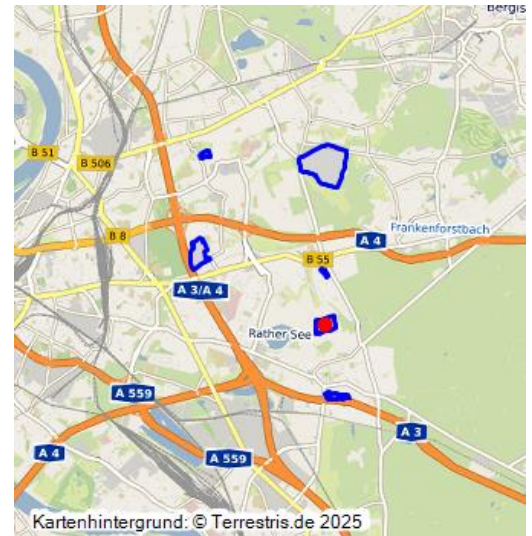 Bergis
B 51
B 506
B 8
Frankenforstbach
A 4
B 55
A 3/A 4
Rather See
A 559
A 3
A 4
A 559
Kartenhintergrund: © Terrestris.de 2025